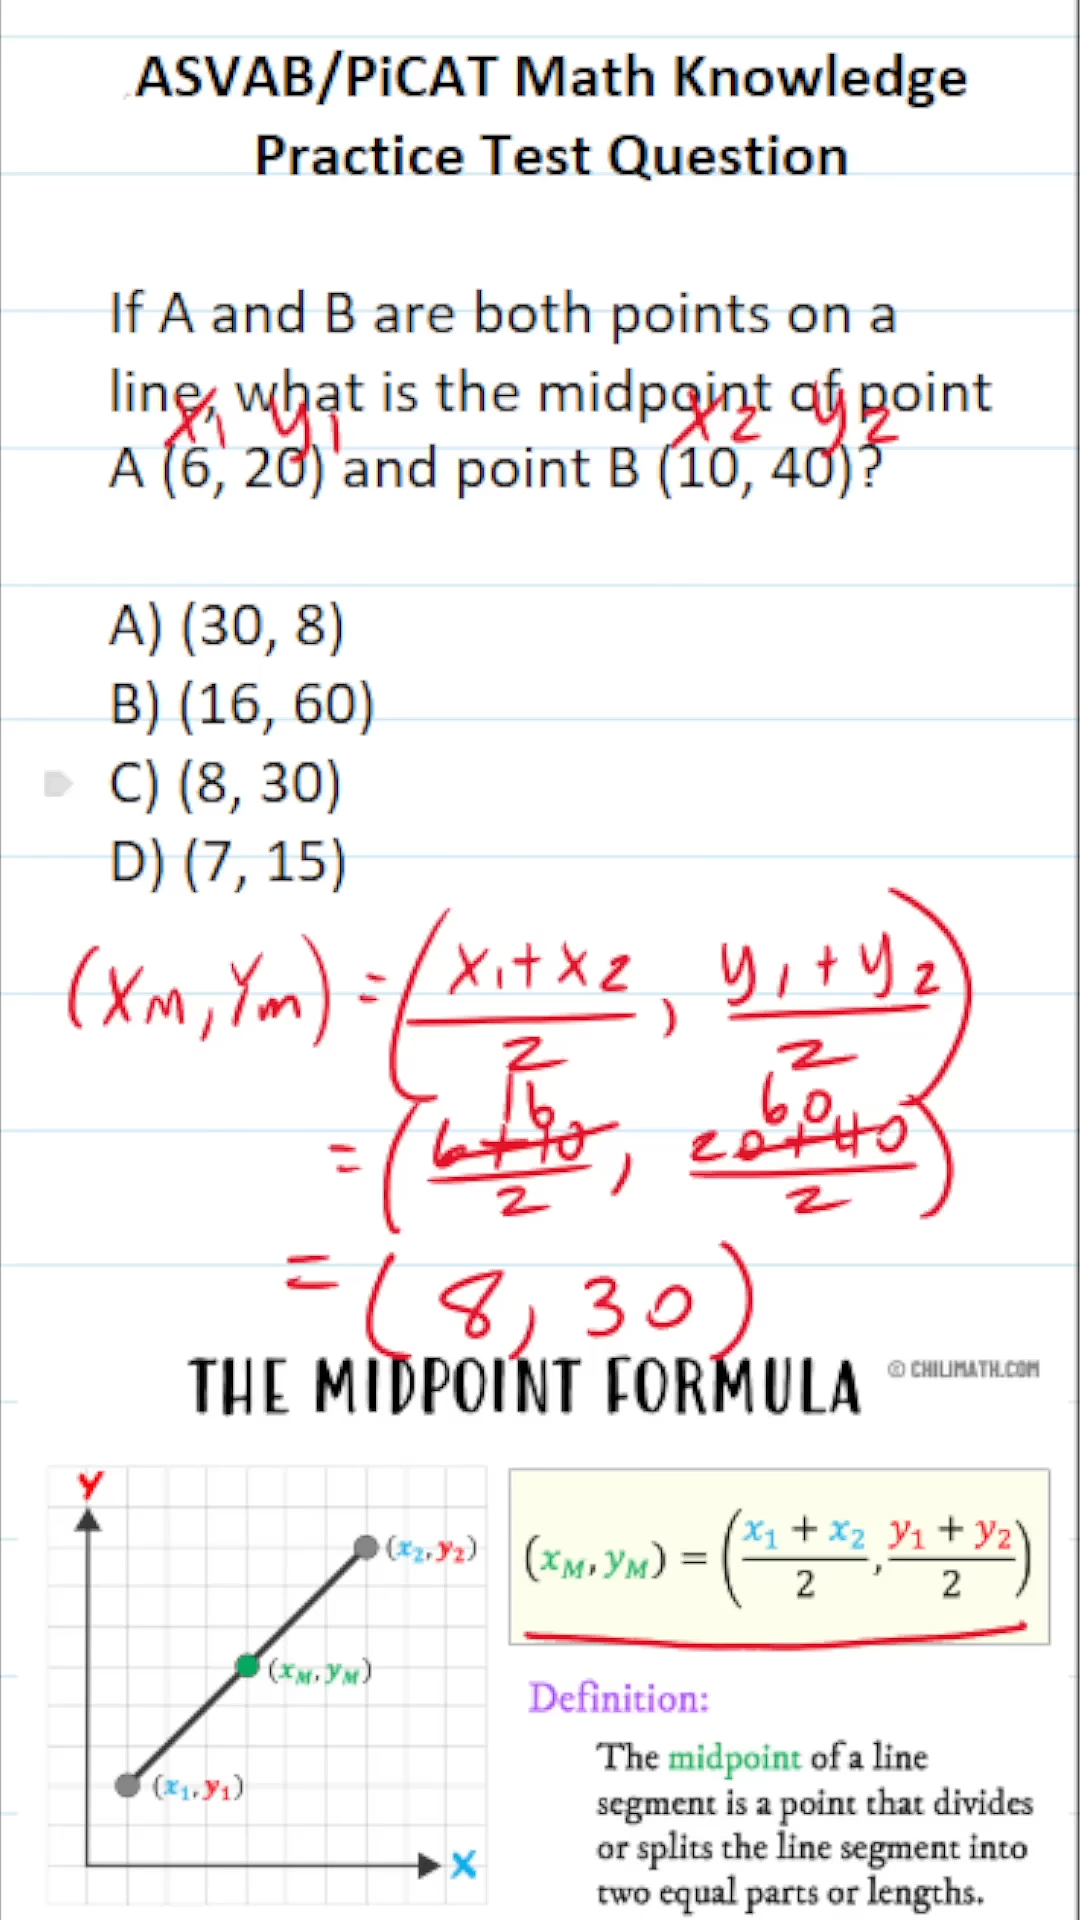 ASVAB/PiCAT Math Knowledge
Practice Test Question
If A and B are both points on a
line, what is the midpoint of point
x₁ y₁ x₂ y₂
A (6, 20) and point B (10, 40)?
A) (30, 8)
B) (16, 60)
C) (8, 30)
D) (7, 15)
(xm, ym) = (x₁+x₂/2, y₁+y₂/2)
16 60
= (6+10/2, 20+40/2)
= (8, 30)
THE MIDPOINT FORMULA © CHILIMATH.COM
Y
(x₂, y₂)
(xM, yM)
(x₁, y₁)
X
(xM, yM) = (x₁ + x₂/2, y₁ + y₂/2)
Definition:
The midpoint of a line
segment is a point that divides
or splits the line segment into
two equal parts or lengths.